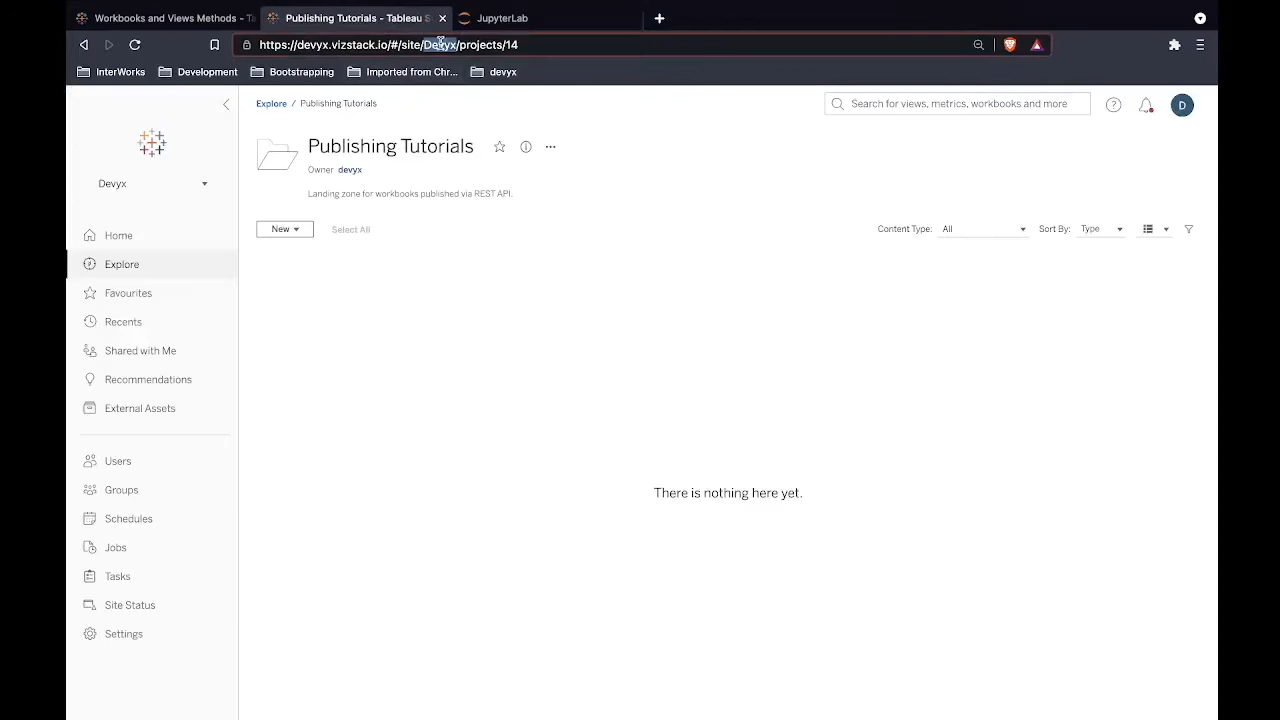 Workbooks and Views Methods - Ta
Publishing Tutorials - Tableau S
JupyterLab
https://devyx.vizstack.io/#/site/Devyx/projects/14
InterWorks
Development
Bootstrapping
Imported from Chr...
devyx
Explore / Publishing Tutorials
Search for views, metrics, workbooks and more
D
Publishing Tutorials
Owner devyx
Landing zone for workbooks published via REST API.
Devyx
New
Select All
Content Type: All
Sort By: Type
Home
Explore
Favourites
Recents
Shared with Me
Recommendations
External Assets
Users
Groups
Schedules
Jobs
Tasks
Site Status
Settings
There is nothing here yet.